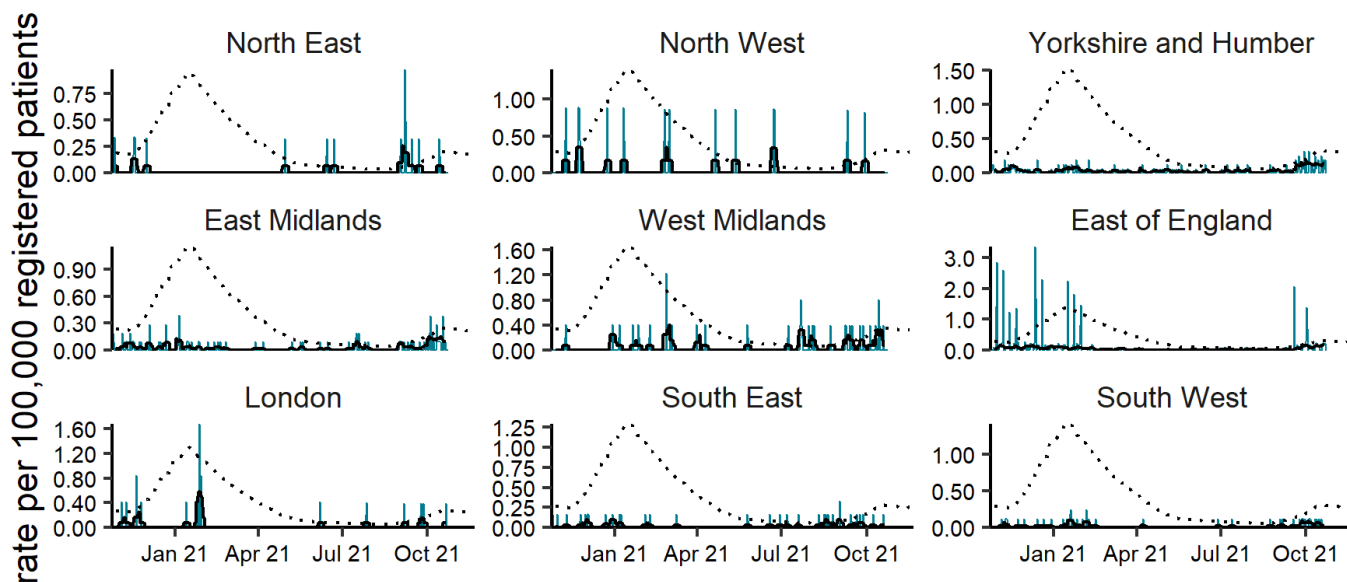 rate per 100,000 registered patients
North East
0.75
0.50
0.25
0.00
North West
1.00
0.50
0.00
Yorkshire and Humber
1.50
1.00
0.50
0.00
East Midlands
0.90
0.60
0.30
0.00
West Midlands
1.60
1.20
0.80
0.40
0.00
East of England
3.0
2.0
1.0
0.0
London
1.60
1.20
0.80
0.40
0.00
Jan 21 Apr 21 Jul 21 Oct 21
South East
1.25
1.00
0.75
0.50
0.25
0.00
Jan 21 Apr 21 Jul 21 Oct 21
South West
1.00
0.50
0.00
Jan 21 Apr 21 Jul 21 Oct 21